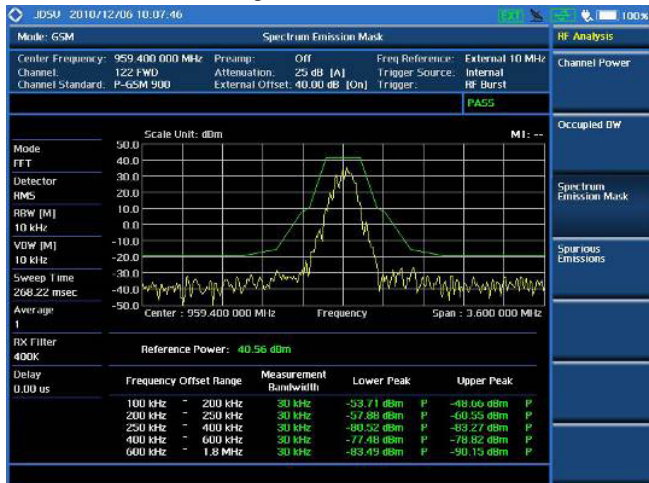 JDSU 2010/12/06 10:07:46 EXT 100%
Mode: GSM Spectrum Emission Mask RF Analysis
Center Frequency: 959.400 000 MHz Preamp: Off Freq Reference: External 10 MHz
Channel: 122 FWD Attenuation: 25 dB [A] Trigger Source: Internal
Channel Standard: P-GSM 900 External Offset: 40.00 dB [On] Trigger: RF Burst
PASS
Channel Power
Occupied BW
Spectrum
Emission Mask
Spurious
Emissions
Scale Unit: dBm M1: --
Mode
FFT
Detector
RMS
RBW [M]
10 kHz
VBW [M]
10 kHz
Sweep Time
268.22 msec
Average
1
RX Filter
400K
Delay
0.00 us
50.0
40.0
30.0
20.0
10.0
0.0
-10.0
-20.0
-30.0
-40.0
-50.0
Center : 959.400 000 MHz Frequency Span : 3.600 000 MHz
Reference Power: 40.56 dBm
Frequency Offset Range Measurement Bandwidth Lower Peak Upper Peak
100 kHz ~ 200 kHz 30 kHz -53.71 dBm P -48.66 dBm P
200 kHz ~ 250 kHz 30 kHz -57.88 dBm P -60.55 dBm P
250 kHz ~ 400 kHz 30 kHz -80.52 dBm P -83.27 dBm P
400 kHz ~ 600 kHz 30 kHz -77.48 dBm P -78.82 dBm P
600 kHz ~ 1.8 MHz 30 kHz -83.49 dBm P -90.15 dBm P